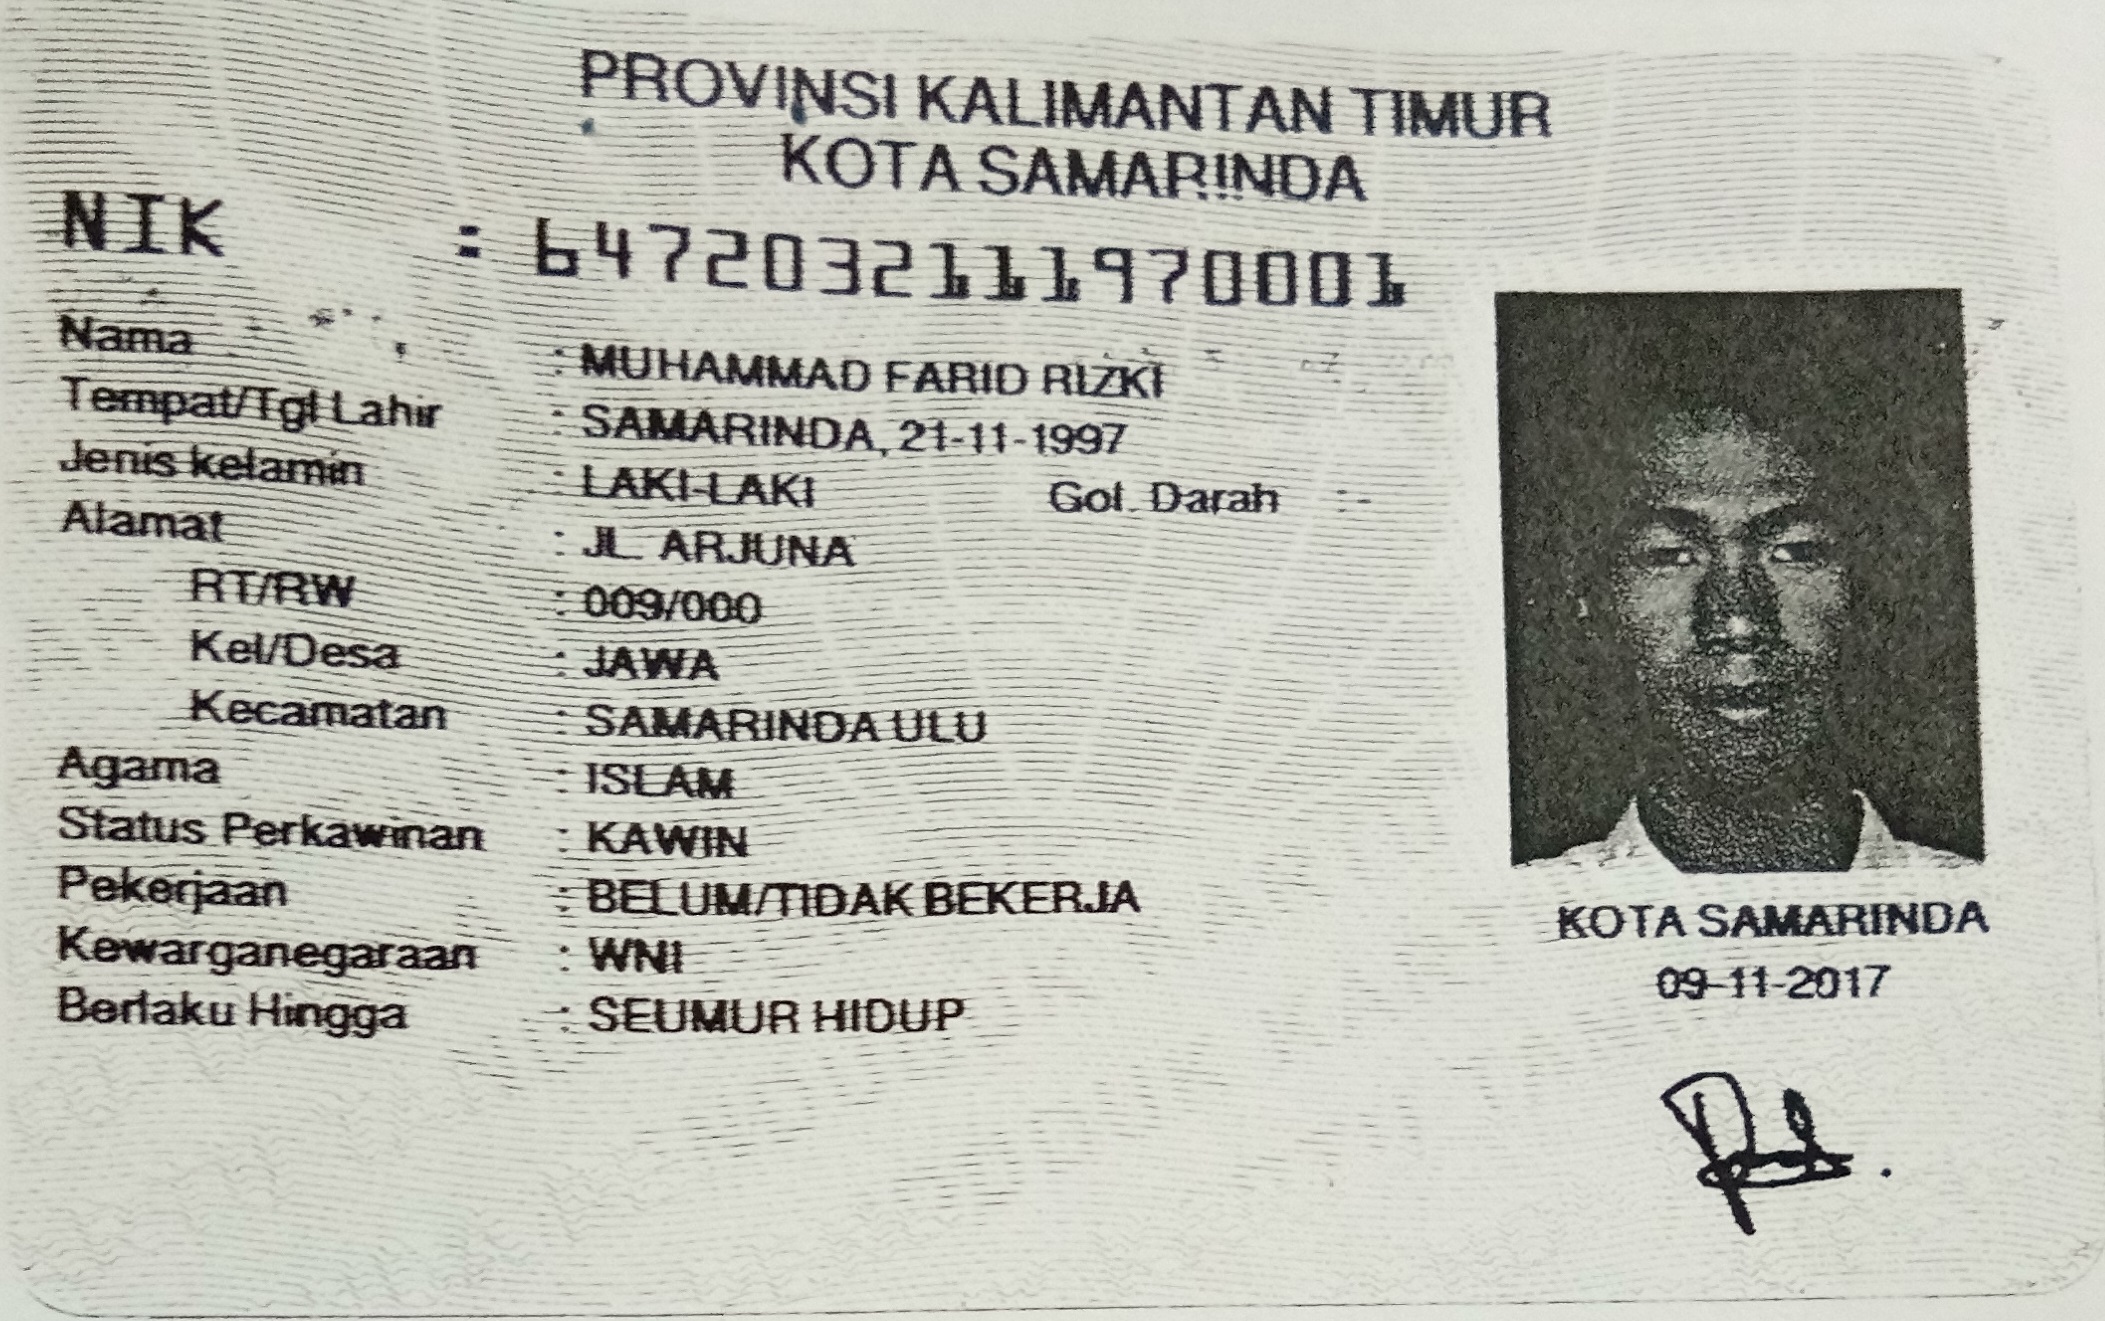 PROVINSI KALIMANTAN TIMUR
KOTA SAMARINDA
NIK : 6472032111970001
Nama : MUHAMMAD FARID RIZKI
Tempat/Tgl Lahir : SAMARINDA, 21-11-1997
Jenis kelamin : LAKI-LAKI Gol. Darah : -
Alamat : JL. ARJUNA
RT/RW : 009/000
Kel/Desa : JAWA
Kecamatan : SAMARINDA ULU
Agama : ISLAM
Status Perkawinan : KAWIN
Pekerjaan : BELUM/TIDAK BEKERJA
Kewarganegaraan : WNI
Berlaku Hingga : SEUMUR HIDUP
KOTA SAMARINDA
09-11-2017